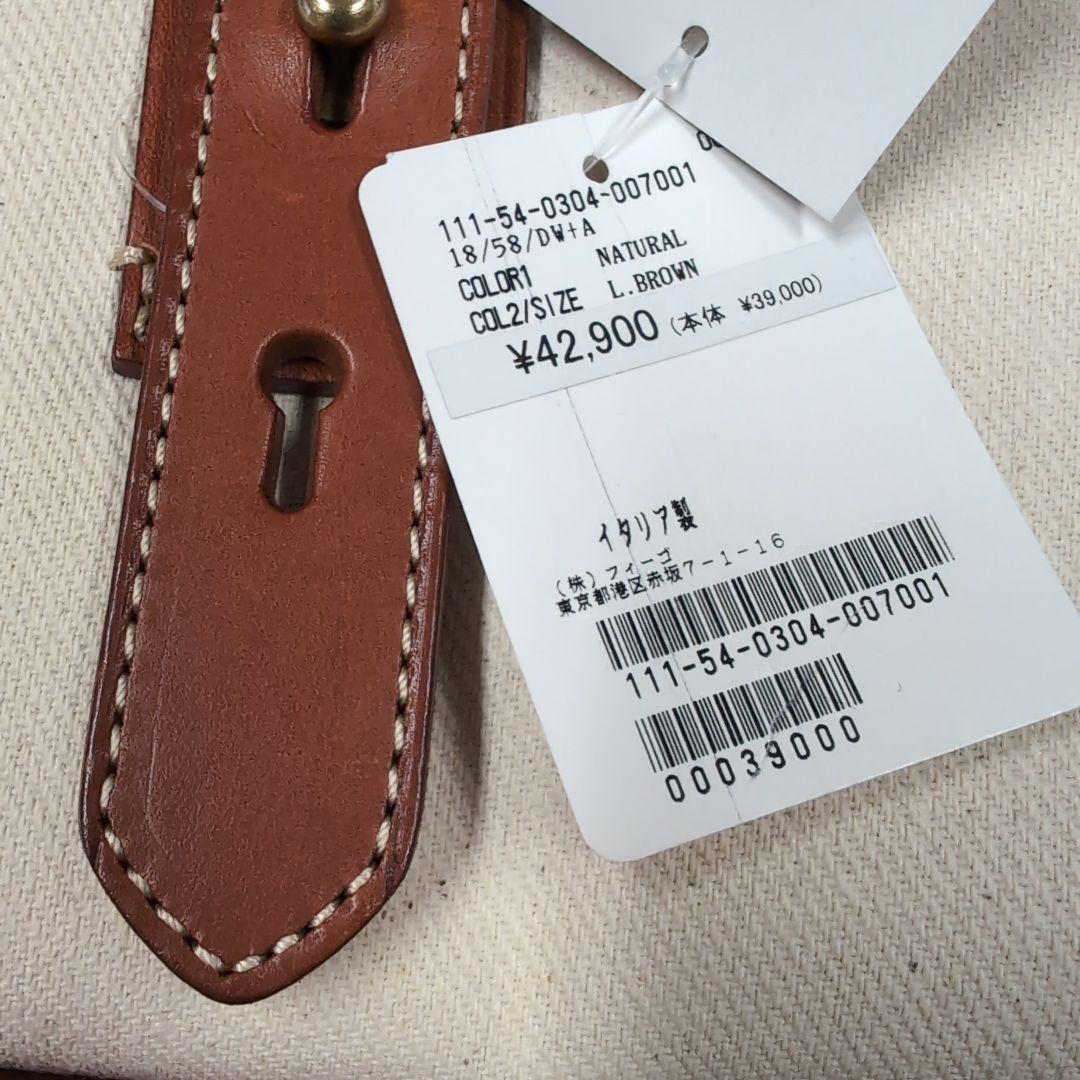 111-54-0304-007001
18/58/DW+A
COLOR1 NATURAL
COL2/SIZE L.BROWN
¥42,900 (本体 ¥39,000)
イタリア製
(株)フィーゴ
東京都港区赤坂7-1-16
111-54-0304-007001
00039000